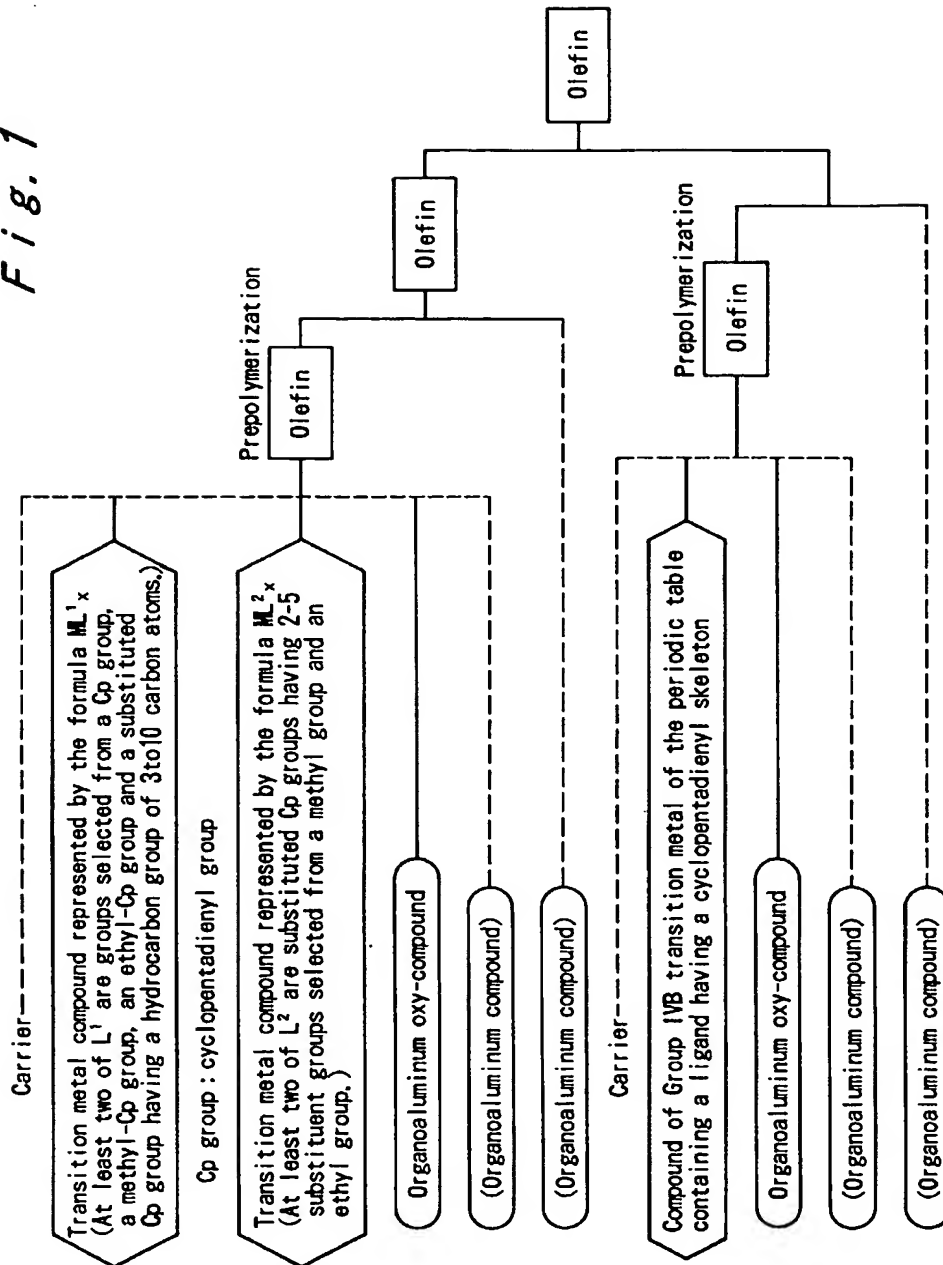 Fig. 1
Carrier
Transition metal compound represented by the formula ML¹x
(At least two of L¹ are groups selected from a Cp group,
a methyl-Cp group, an ethyl-Cp group and a substituted
Cp group having a hydrocarbon group of 3to10 carbon atoms.)
Cp group : cyclopentadienyl group
Transition metal compound represented by the formula ML²x
(At least two of L² are substituted Cp groups having 2-5
substituent groups selected from a methyl group and an
ethyl group.)
Organoaluminum oxy-compound
(Organoaluminum compound)
(Organoaluminum compound)
Prepolymerization
Olefin
Olefin
Olefin
Carrier
Compound of Group IVB transition metal of the periodic table
containing a ligand having a cyclopentadienyl skeleton
Organoaluminum oxy-compound
(Organoaluminum compound)
(Organoaluminum compound)
Prepolymerization
Olefin